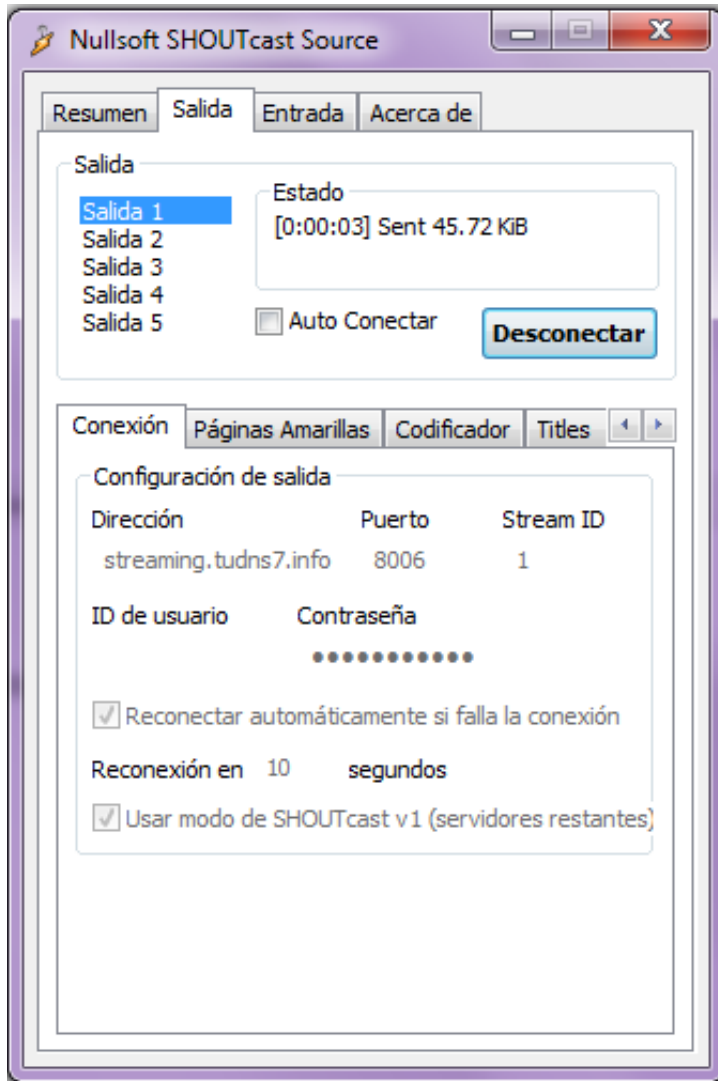 Nullsoft SHOUTcast Source
Resumen Salida Entrada Acerca de
Salida
Salida 1
Salida 2
Salida 3
Salida 4
Salida 5
Estado
[0:00:03] Sent 45.72 KiB
Auto Conectar
Desconectar
Conexión Páginas Amarillas Codificador Titles
Configuración de salida
Dirección Puerto Stream ID
streaming.tudns7.info 8006 1
ID de usuario Contraseña
•••••••••••
Reconectar automáticamente si falla la conexión
Reconexión en 10 segundos
Usar modo de SHOUTcast v1 (servidores restantes)